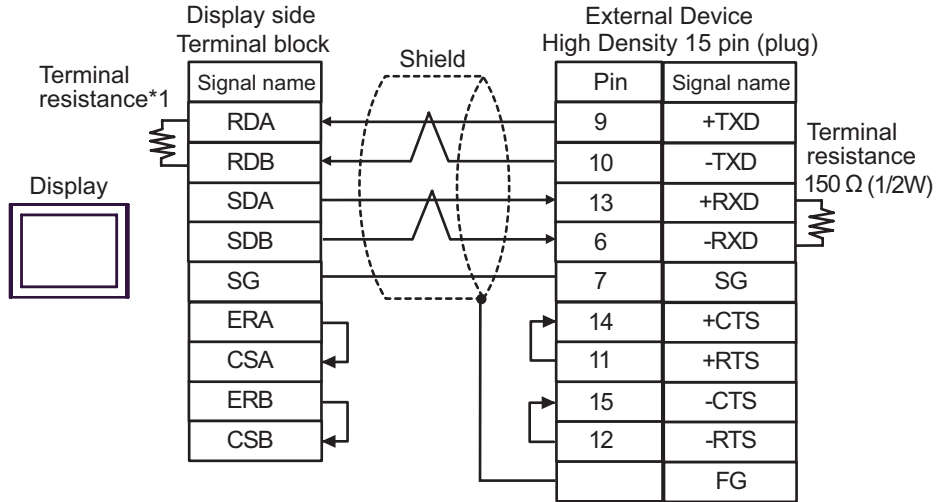 Display side
Terminal block
External Device
High Density 15 pin (plug)
Shield
Terminal
resistance*1
Display
Signal name
RDA
RDB
SDA
SDB
SG
ERA
CSA
ERB
CSB
Pin Signal name
9 +TXD
10 -TXD
13 +RXD
6 -RXD
7 SG
14 +CTS
11 +RTS
15 -CTS
12 -RTS
FG
Terminal
resistance
150 Ω (1/2W)